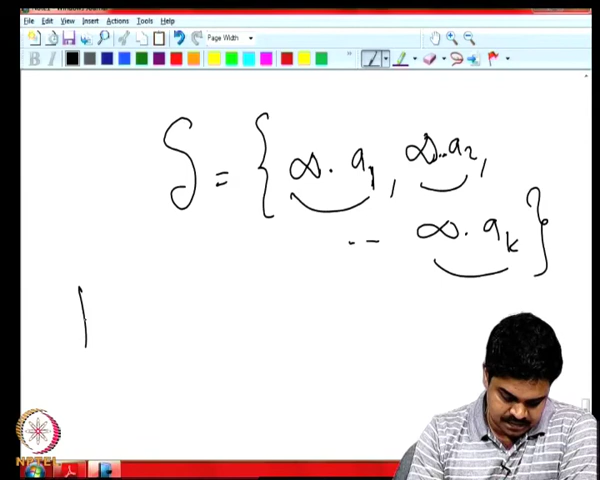 File Edit View Insert Actions Tools Help
Page Width
S = { ∞. a1, ∞. a2,
-- ∞. ak }
NPTEL